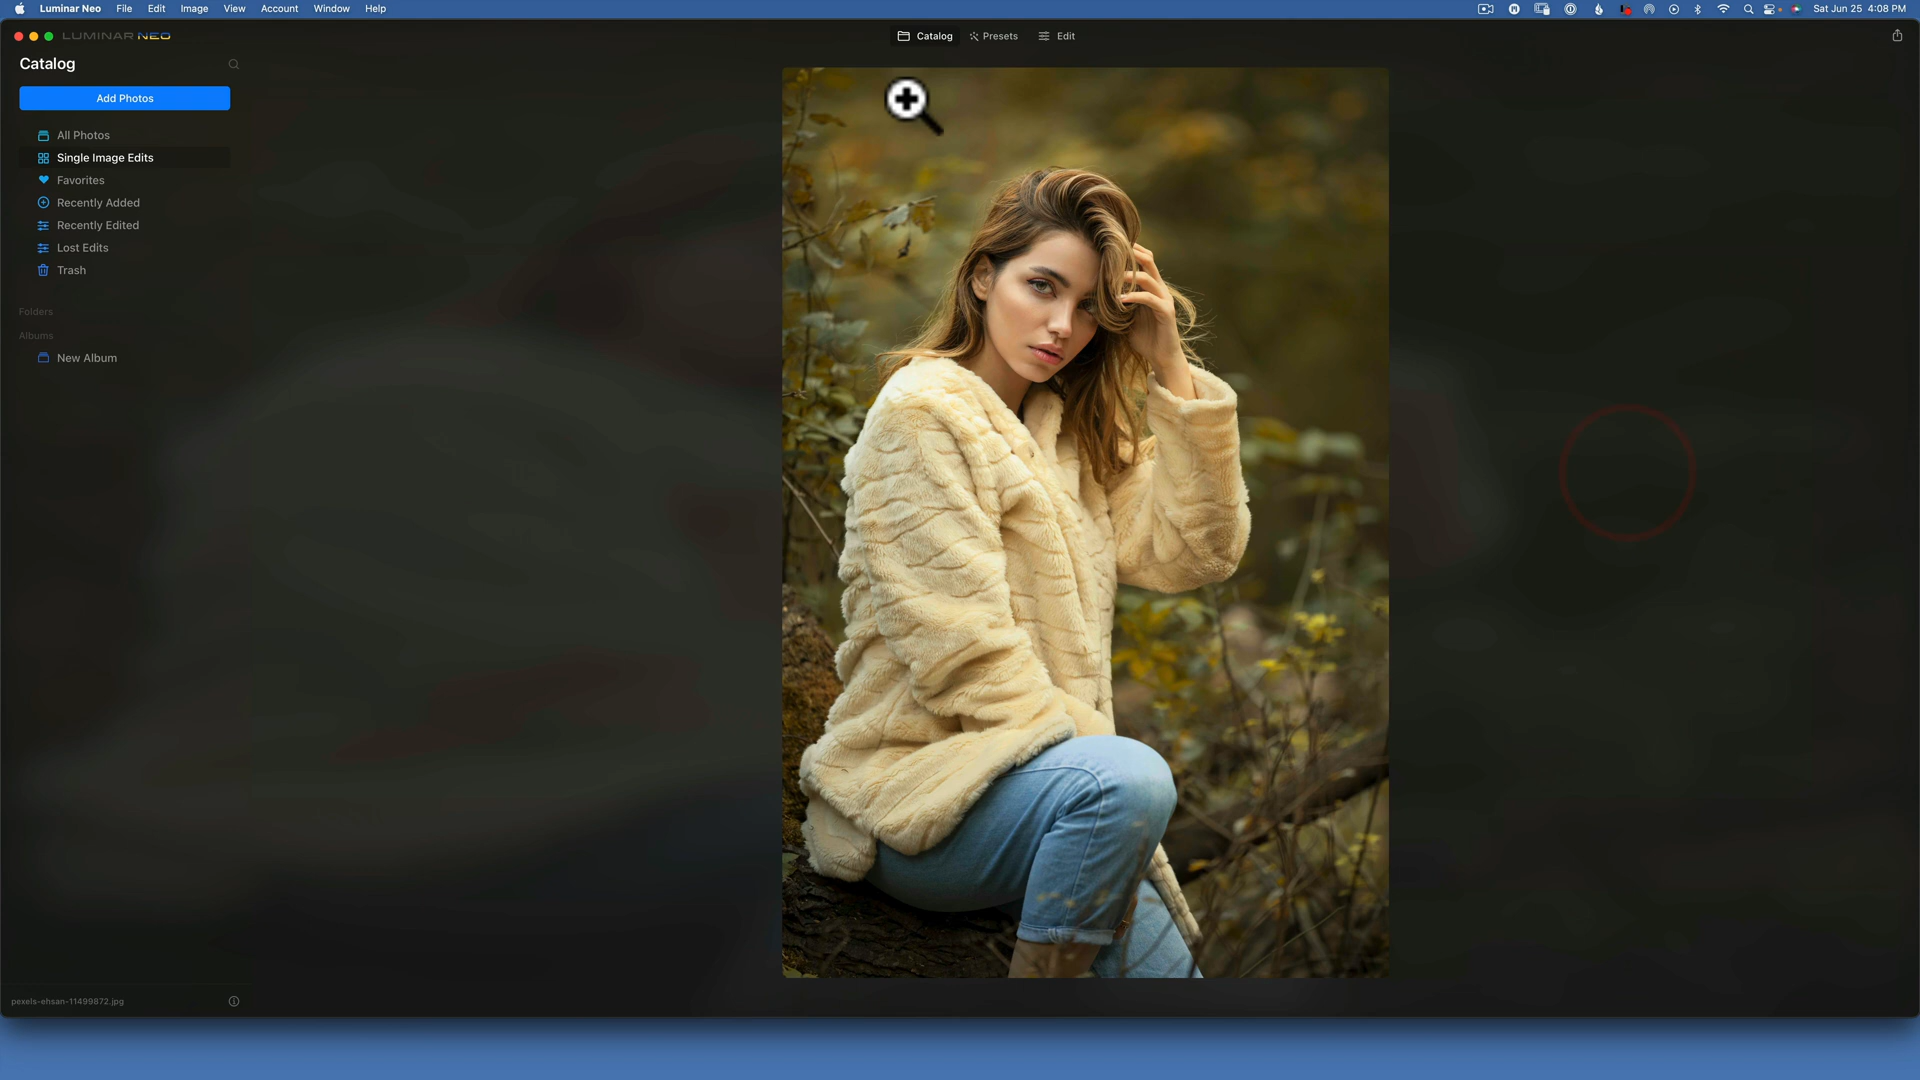 Luminar Neo File Edit Image View Account Window Help Sat Jun 25 4:08 PM
LUMINAR NEO
Catalog Presets Edit
Catalog
Add Photos
All Photos
Single Image Edits
Favorites
Recently Added
Recently Edited
Lost Edits
Trash
Folders
Albums
New Album
pexels-ehsan-11499872.jpg